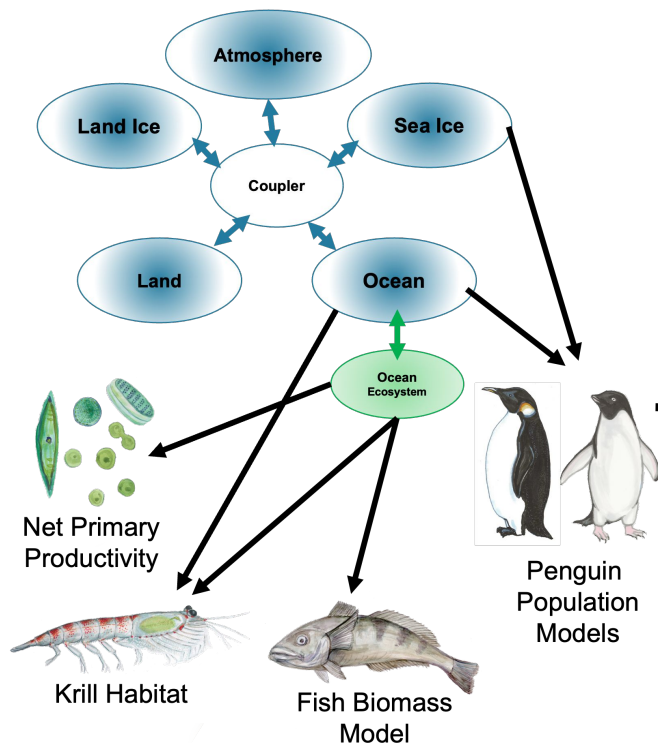 Atmosphere
Land Ice
Sea Ice
Coupler
Land
Ocean
Ocean
Ecosystem
Net Primary
Productivity
Penguin
Population
Models
Krill Habitat
Fish Biomass
Model